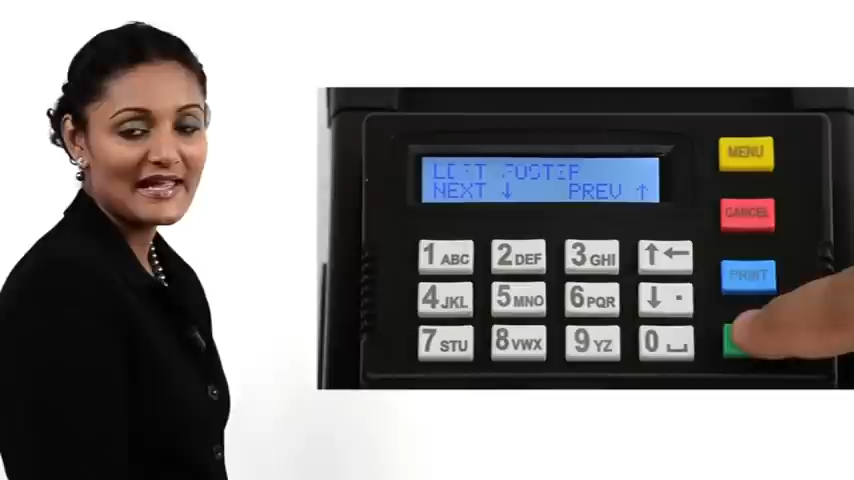 NEXT ↓ PREV ↑
MENU
CANCEL
PRINT
1 ABC 2 DEF 3 GHI ↑←
4 JKL 5 MNO 6 PQR ↓ .
7 STU 8 VWX 9 YZ 0